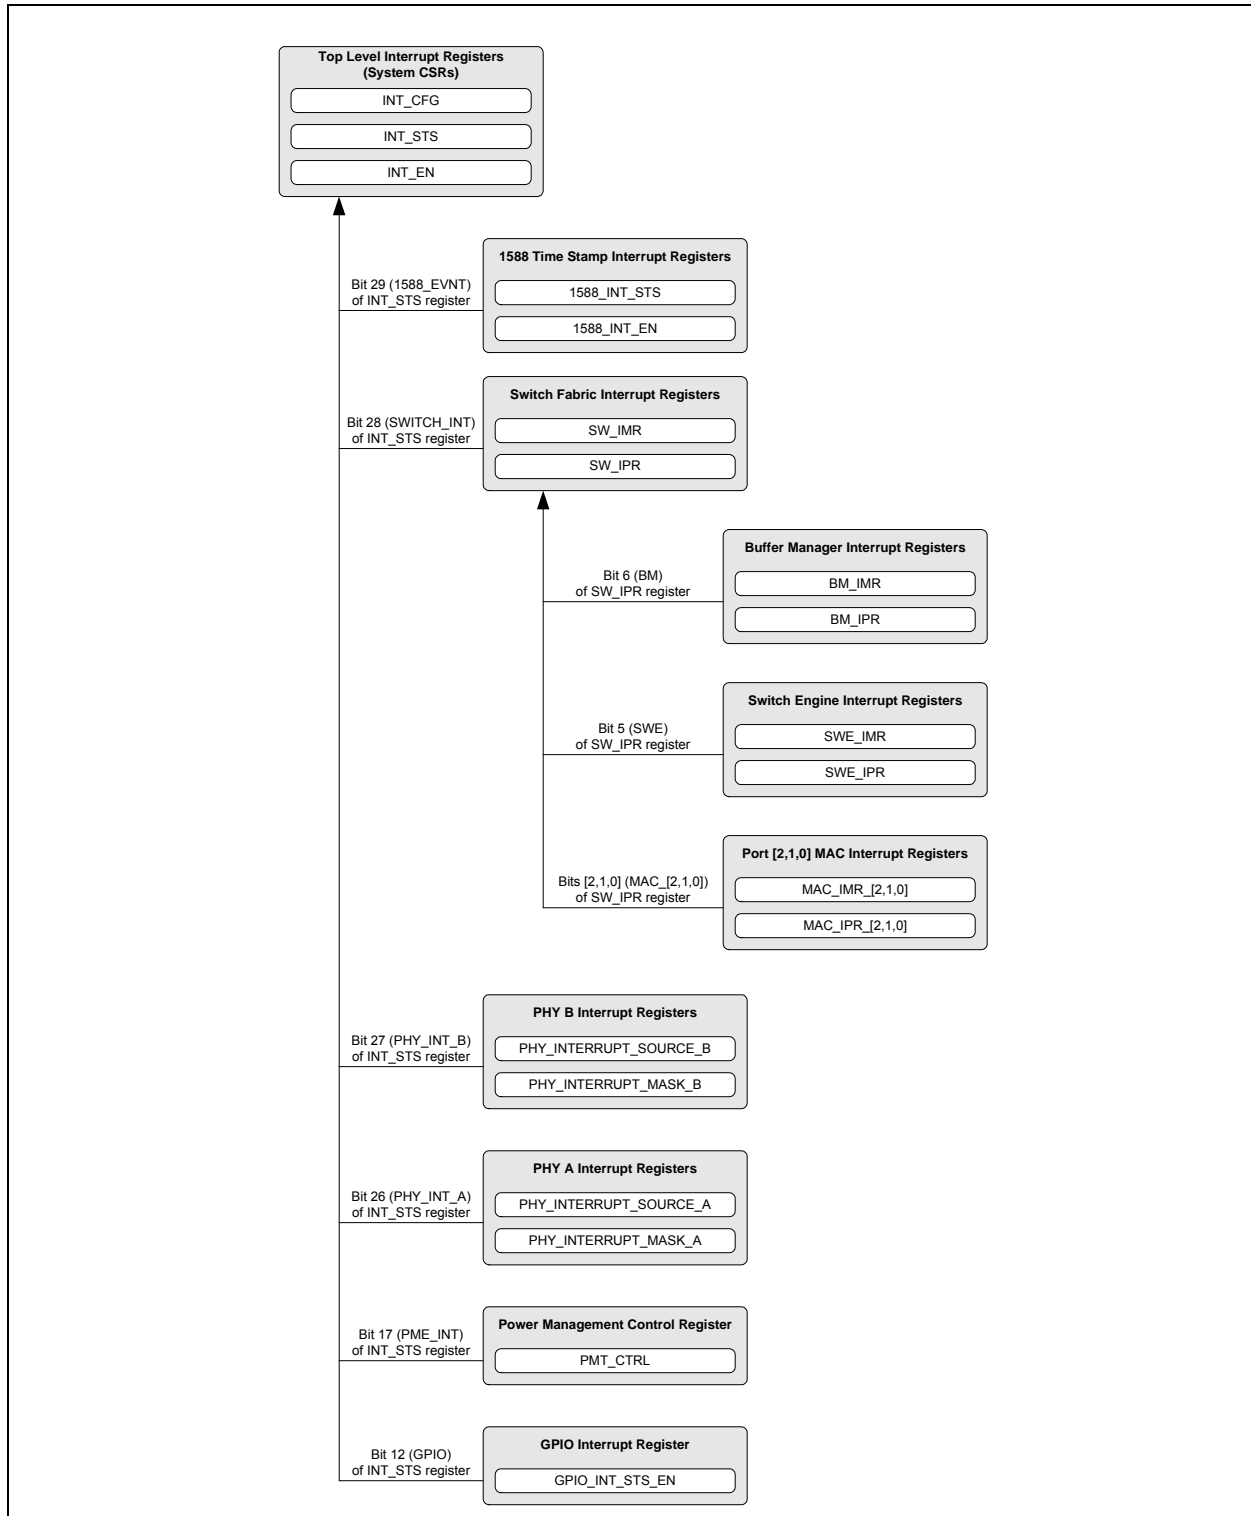 Top Level Interrupt Registers
(System CSRs)
INT_CFG
INT_STS
INT_EN
1588 Time Stamp Interrupt Registers
Bit 29 (1588_EVNT)
of INT_STS register
1588_INT_STS
1588_INT_EN
Switch Fabric Interrupt Registers
Bit 28 (SWITCH_INT)
of INT_STS register
SW_IMR
SW_IPR
Buffer Manager Interrupt Registers
Bit 6 (BM)
of SW_IPR register
BM_IMR
BM_IPR
Switch Engine Interrupt Registers
Bit 5 (SWE)
of SW_IPR register
SWE_IMR
SWE_IPR
Port [2,1,0] MAC Interrupt Registers
Bits [2,1,0] (MAC_[2,1,0])
of SW_IPR register
MAC_IMR_[2,1,0]
MAC_IPR_[2,1,0]
PHY B Interrupt Registers
Bit 27 (PHY_INT_B)
of INT_STS register
PHY_INTERRUPT_SOURCE_B
PHY_INTERRUPT_MASK_B
PHY A Interrupt Registers
Bit 26 (PHY_INT_A)
of INT_STS register
PHY_INTERRUPT_SOURCE_A
PHY_INTERRUPT_MASK_A
Power Management Control Register
Bit 17 (PME_INT)
of INT_STS register
PMT_CTRL
GPIO Interrupt Register
Bit 12 (GPIO)
of INT_STS register
GPIO_INT_STS_EN